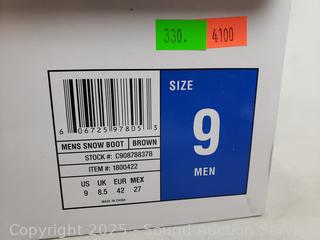 330.
4100
6 06725 97805 3
MENS SNOW BOOT BROWN
STOCK #: C908788378
ITEM #: 1800422
US UK EUR MEX
9 8.5 42 27
MADE IN CHINA
SIZE
9
MEN
Copyright 2025 - Sound Auction Service